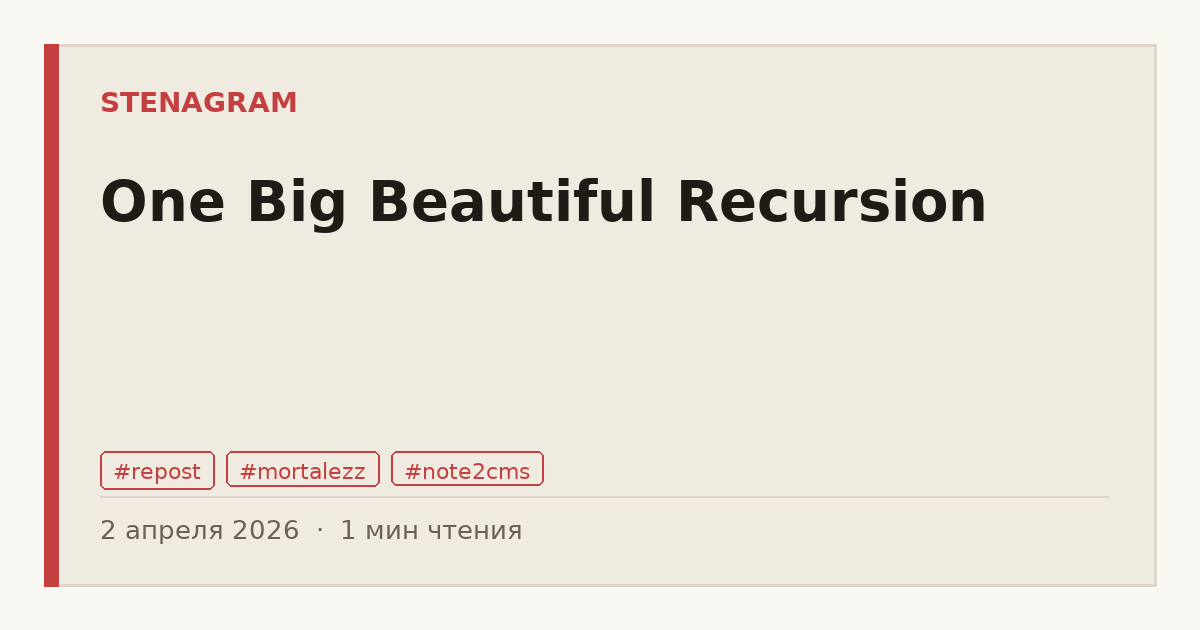 STENAGRAM
One Big Beautiful Recursion
#repost #mortalezz #note2cms
2 апреля 2026 · 1 мин чтения